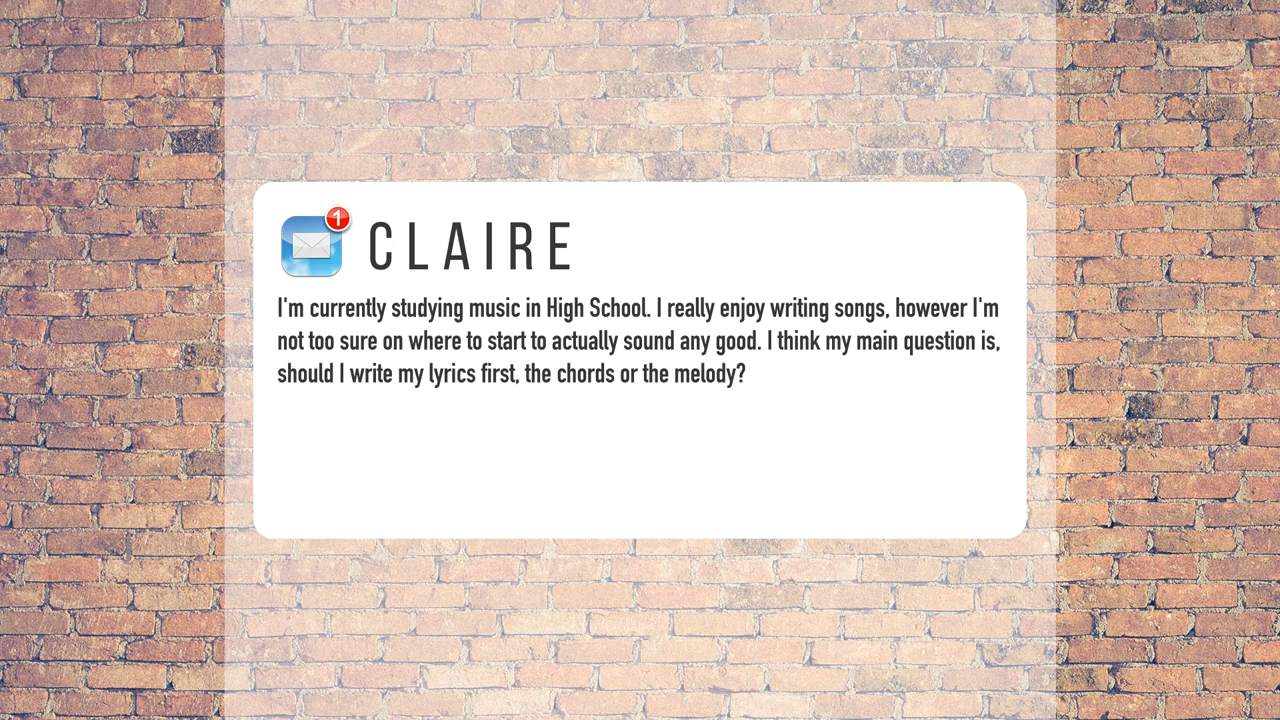 1
CLAIRE
I'm currently studying music in High School. I really enjoy writing songs, however I'm
not too sure on where to start to actually sound any good. I think my main question is,
should I write my lyrics first, the chords or the melody?